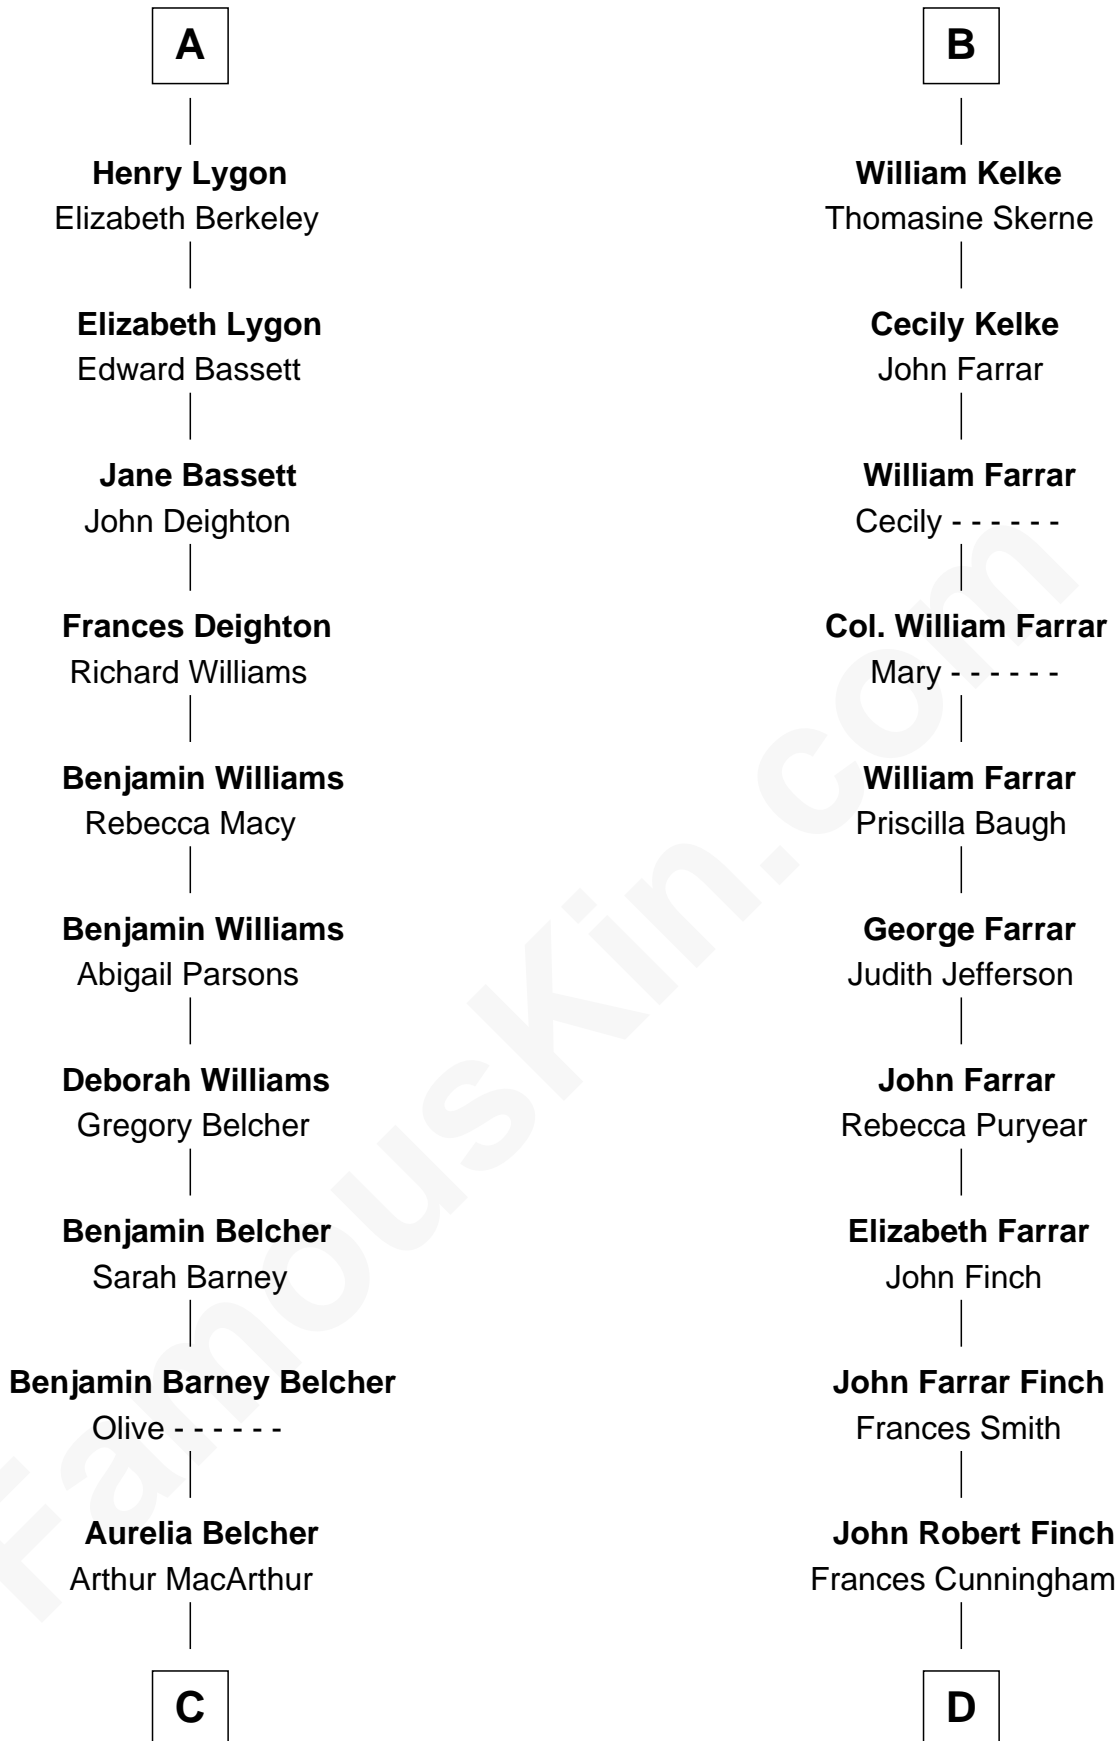 A
Henry Lygon
Elizabeth Berkeley
Elizabeth Lygon
Edward Bassett
Jane Bassett
John Deighton
Frances Deighton
Richard Williams
Benjamin Williams
Rebecca Macy
Benjamin Williams
Abigail Parsons
Deborah Williams
Gregory Belcher
Benjamin Belcher
Sarah Barney
Benjamin Barney Belcher
Olive - - - - - -
Aurelia Belcher
Arthur MacArthur
C
B
William Kelke
Thomasine Skerne
Cecily Kelke
John Farrar
William Farrar
Cecily - - - - - -
Col. William Farrar
Mary - - - - - -
William Farrar
Priscilla Baugh
George Farrar
Judith Jefferson
John Farrar
Rebecca Puryear
Elizabeth Farrar
John Finch
John Farrar Finch
Frances Smith
John Robert Finch
Frances Cunningham
D
FamousKin.com